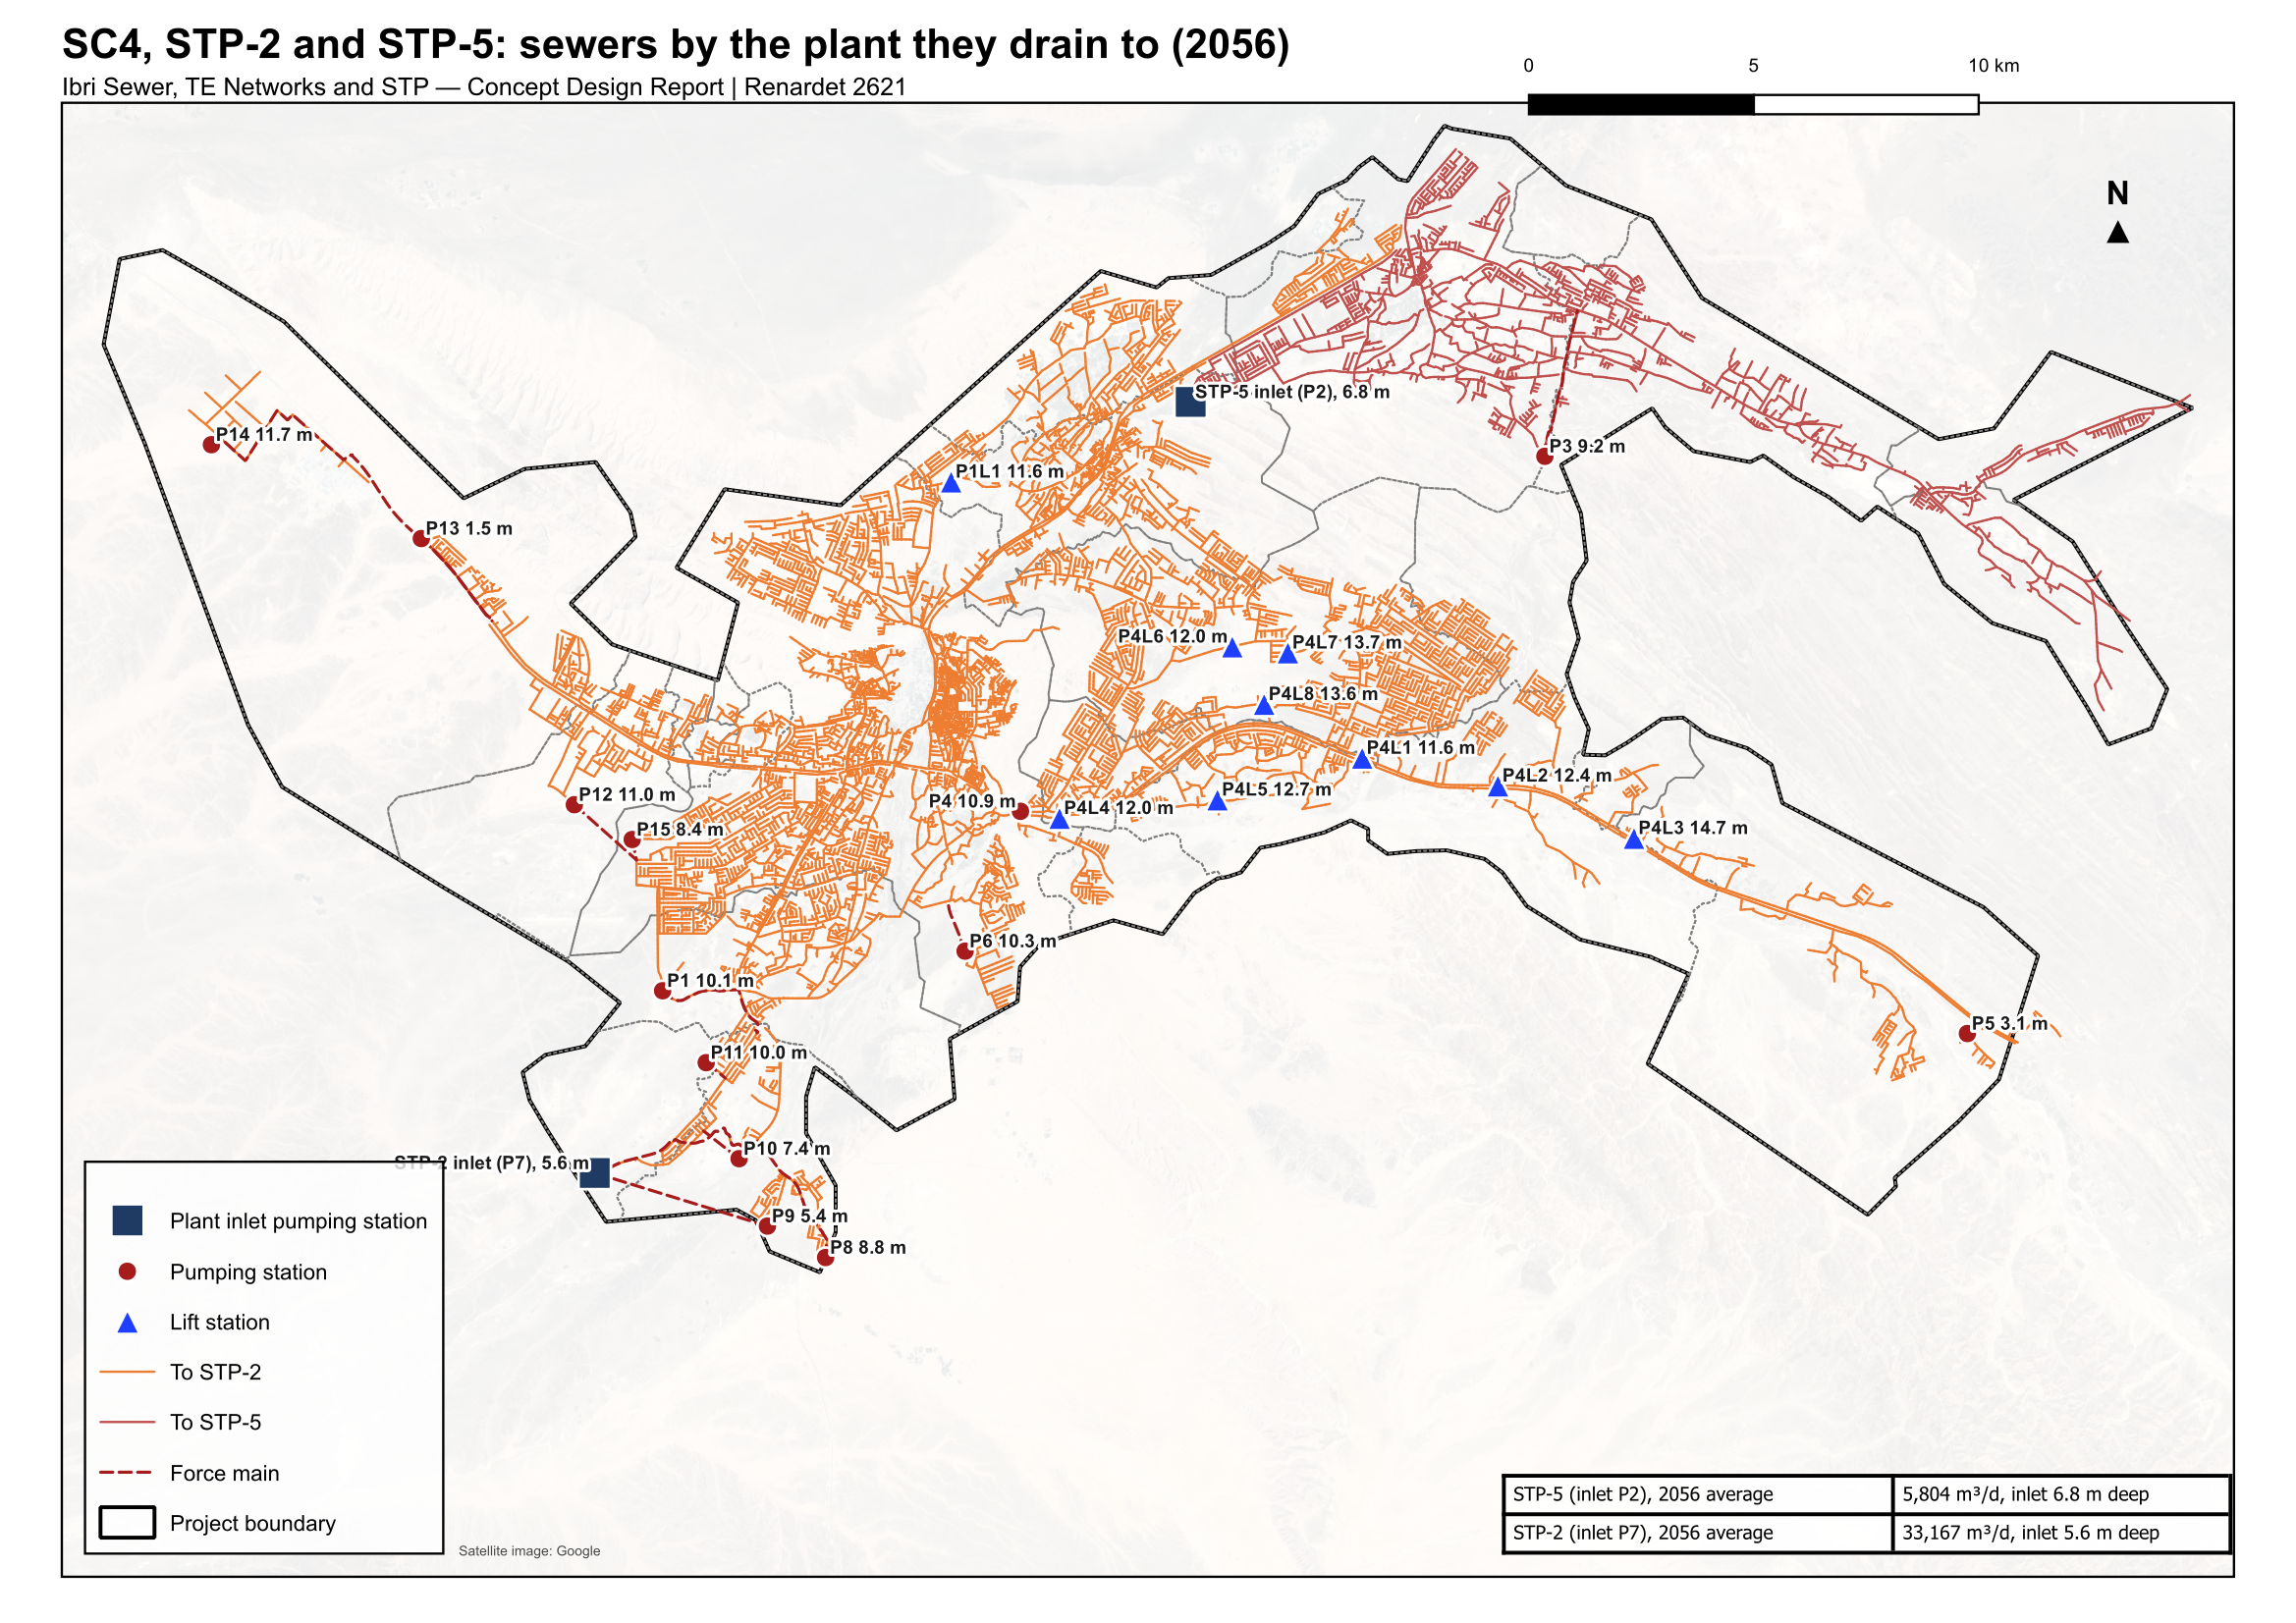 SC4, STP-2 and STP-5: sewers by the plant they drain to (2056)
Ibri Sewer, TE Networks and STP — Concept Design Report | Renardet 2621
0 5 10 km
N
STP-5 inlet (P2), 6.8 m
P14 11.7 m
P3 9.2 m
P1L1 11.6 m
P13 1.5 m
P4L6 12.0 m
P4L7 13.7 m
P4L8 13.6 m
P4L1 11.6 m
P4L2 12.4 m
P12 11.0 m
P4 10.9 m
P4L4 12.0 m
P4L5 12.7 m
P15 8.4 m
P4L3 14.7 m
P6 10.3 m
P1 10.1 m
P5 3.1 m
P11 10.0 m
P10 7.4 m
STP-2 inlet (P7), 5.6 m
P9 5.4 m
P8 8.8 m
Plant inlet pumping station
Pumping station
Lift station
To STP-2
To STP-5
Force main
Project boundary
Satellite image: Google
STP-5 (inlet P2), 2056 average 5,804 m³/d, inlet 6.8 m deep
STP-2 (inlet P7), 2056 average 33,167 m³/d, inlet 5.6 m deep